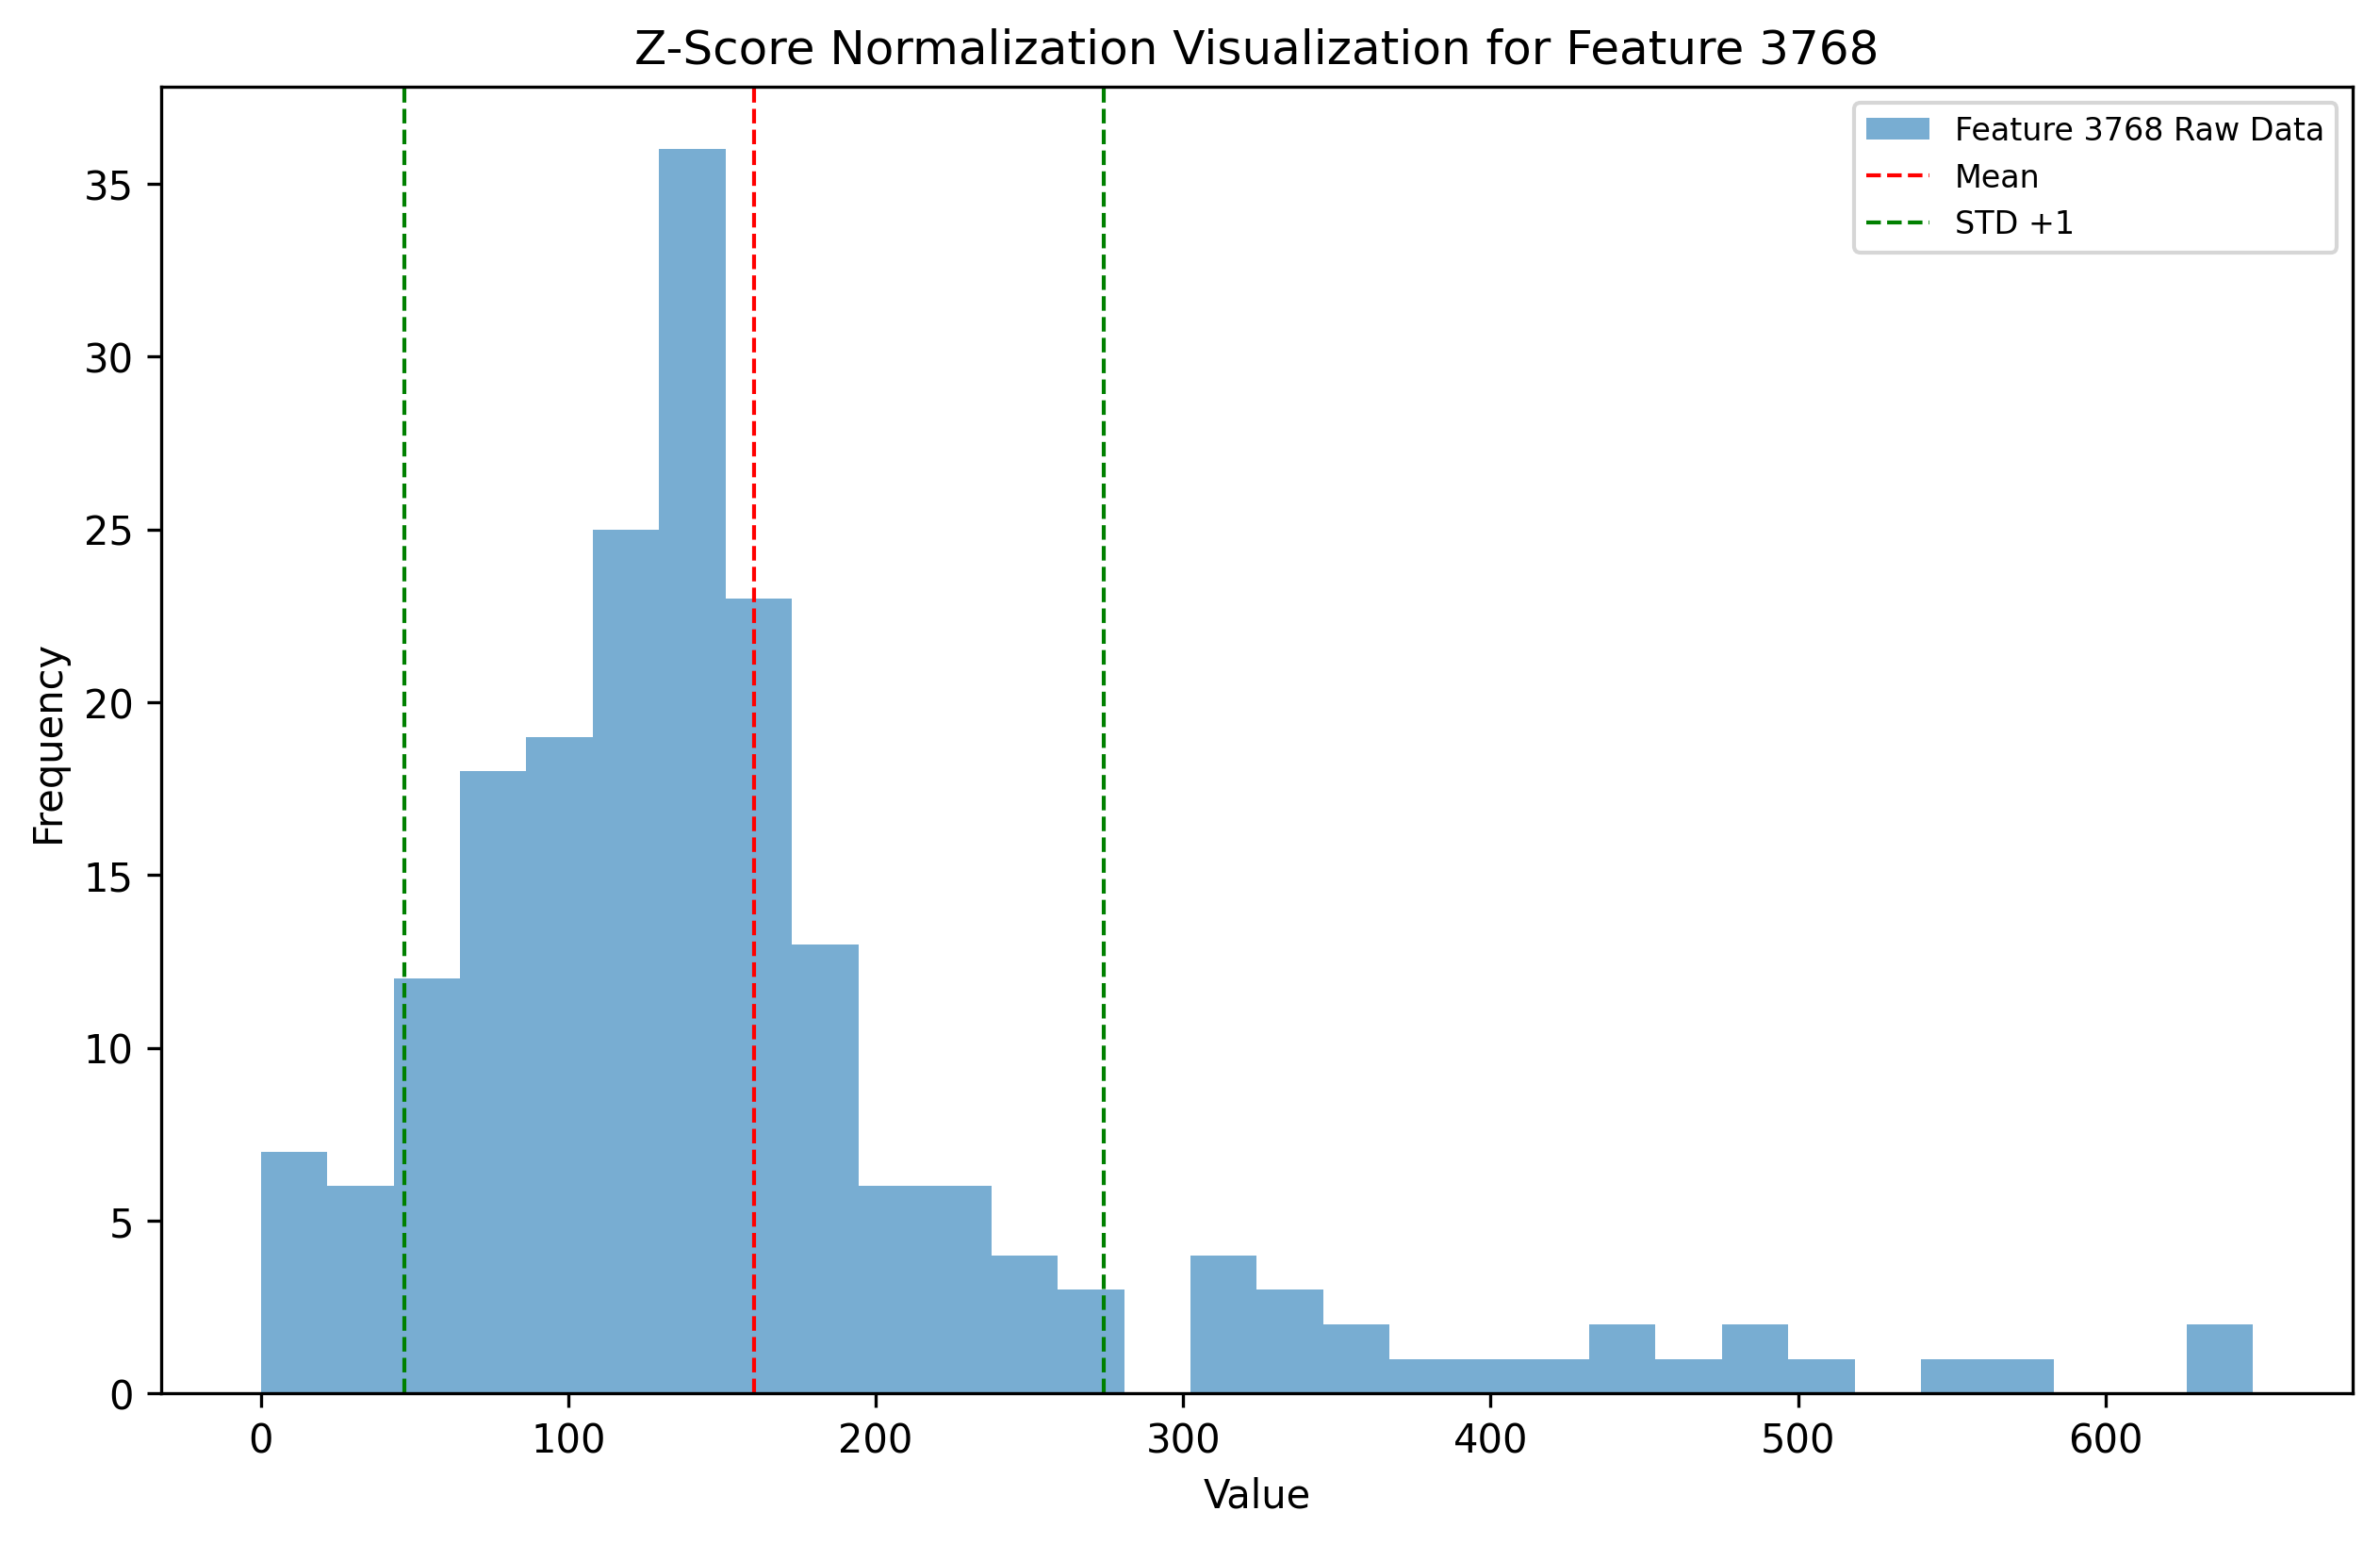 Z-Score Normalization Visualization for Feature 3768
Feature 3768 Raw Data
Mean
STD +1
35
30
25
20
15
10
5
0
Frequency
0 100 200 300 400 500 600
Value